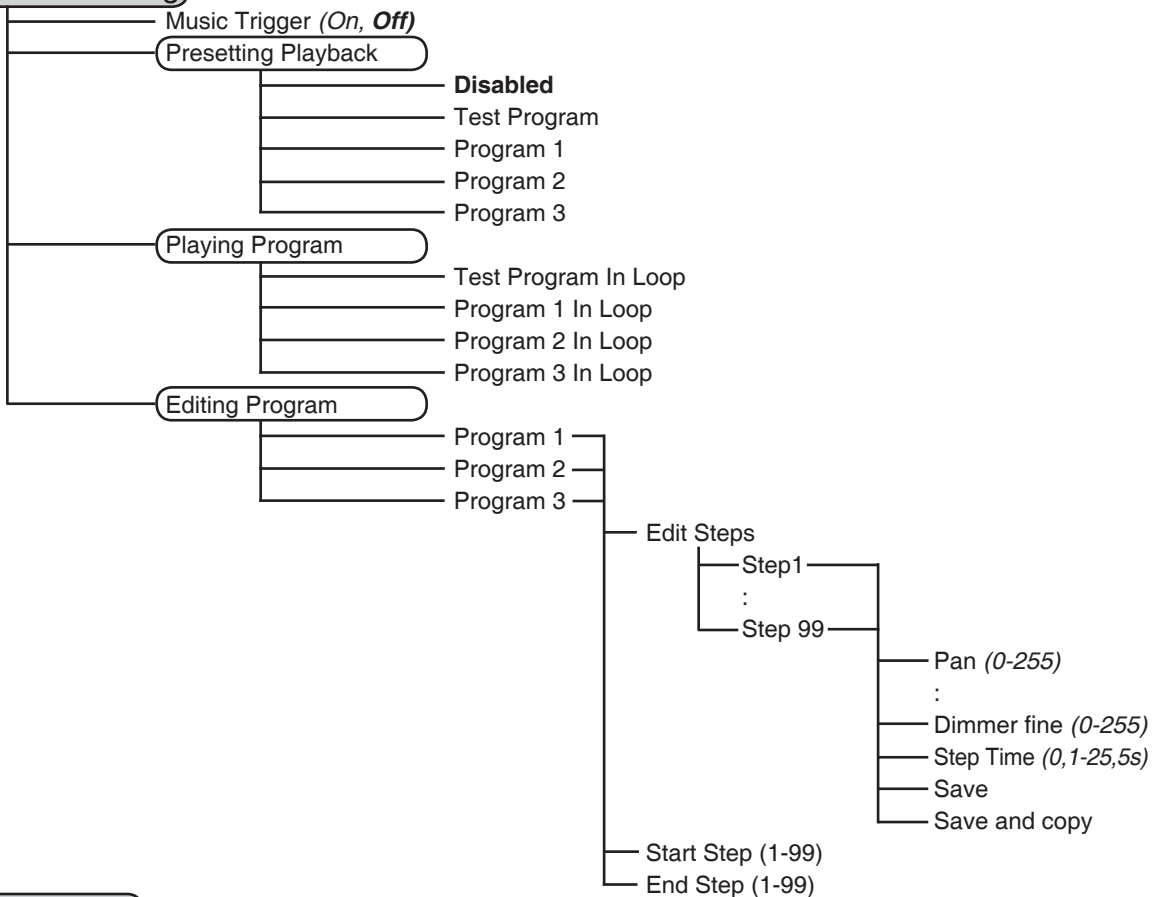 Music Trigger (On, Off)
Presetting Playback
Disabled
Test Program
Program 1
Program 2
Program 3
Playing Program
Test Program In Loop
Program 1 In Loop
Program 2 In Loop
Program 3 In Loop
Editing Program
Program 1
Program 2
Program 3
Edit Steps
Step1
:
Step 99
Pan (0-255)
:
Dimmer fine (0-255)
Step Time (0,1-25,5s)
Save
Save and copy
Start Step (1-99)
End Step (1-99)